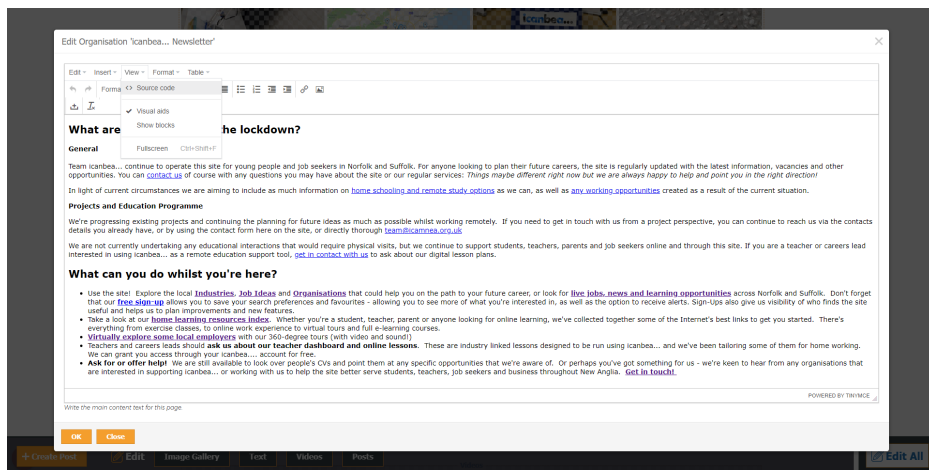 icanbea...
Edit Organisation 'icanbea... Newsletter'
Edit Insert View Format Table
Forma
<> Source code
Visual aids
Show blocks
Fullscreen Ctrl+Shift+F
What are he lockdown?
General
Team icanbea... continue to operate this site for young people and job seekers in Norfolk and Suffolk. For anyone looking to plan their future careers, the site is regularly updated with the latest information, vacancies and other
opportunities. You can contact us of course with any questions you may have about the site or our regular services: Things maybe different right now but we are always happy to help and point you in the right direction!
In light of current circumstances we are aiming to include as much information on home schooling and remote study options as we can, as well as any working opportunities created as a result of the current situation.
Projects and Education Programme
We're progressing existing projects and continuing the planning for future ideas as much as possible whilst working remotely. If you need to get in touch with us from a project perspective, you can continue to reach us via the contacts
details you already have, or by using the contact form here on the site, or directly thorough team@icamnea.org.uk
We are not currently undertaking any educational interactions that would require physical visits, but we continue to support students, teachers, parents and job seekers online and through this site. If you are a teacher or careers lead
interested in using icanbea... as a remote education support tool, get in contact with us to ask about our digital lesson plans.
What can you do whilst you're here?
• Use the site! Explore the local Industries, Job Ideas and Organisations that could help you on the path to your future career, or look for live jobs, news and learning opportunities across Norfolk and Suffolk. Don't forget
that our free sign-up allows you to save your search preferences and favourites - allowing you to see more of what you're interested in, as well as the option to receive alerts. Sign-Ups also give us visibility of who finds the site
useful and helps us to plan improvements and new features.
• Take a look at our home learning resources index. Whether you're a student, teacher, parent or anyone looking for online learning, we've collected together some of the Internet's best links to get you started. There's
everything from exercise classes, to online work experience to virtual tours and full e-learning courses.
• Virtually explore some local employers with our 360-degree tours (with video and sound!)
• Teachers and careers leads should ask us about our teacher dashboard and online lessons. These are industry linked lessons designed to be run using icanbea... and we've been tailoring some of them for home working.
We can grant you access through your icanbea.... account for free.
• Ask for or offer help! We are still available to look over people's CVs and point them at any specific opportunities that we're aware of. Or perhaps you've got something for us - we're keen to hear from any organisations that
are interested in supporting icanbea... or working with us to help the site better serve students, teachers, job seekers and business throughout New Anglia. Get in touch!
POWERED BY TINYMCE
Write the main content text for this page
OK Close
+ Create Post Edit Image Gallery Text Videos Posts Edit All